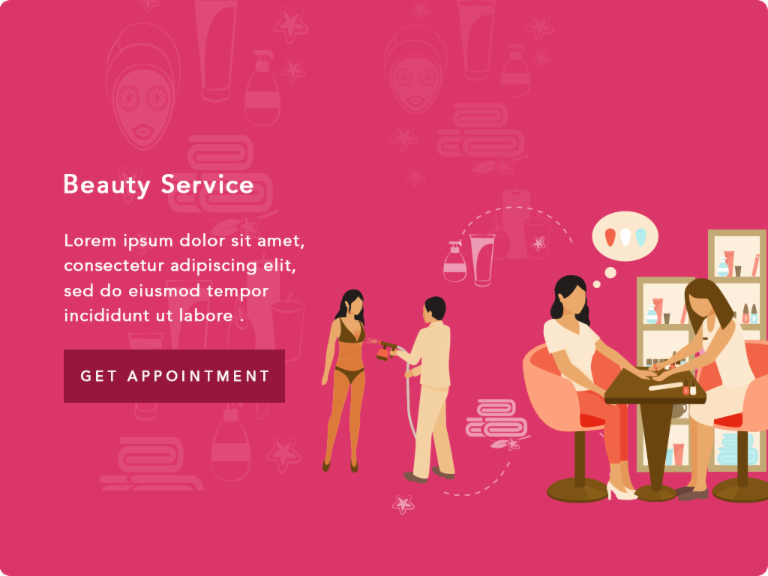 Beauty Service
Lorem ipsum dolor sit amet,
consectetur adipiscing elit,
sed do eiusmod tempor
incididunt ut labore .
GET APPOINTMENT